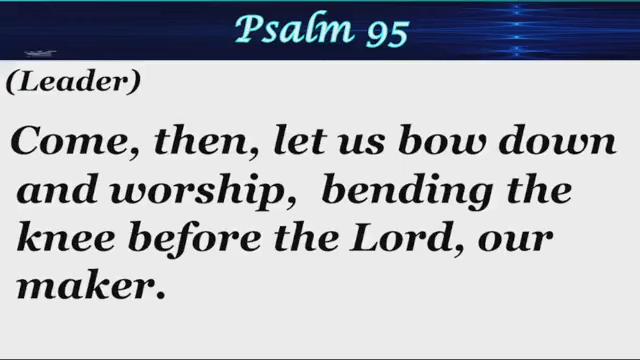 Psalm 95
(Leader)
Come, then, let us bow down
and worship, bending the
knee before the Lord, our
maker.